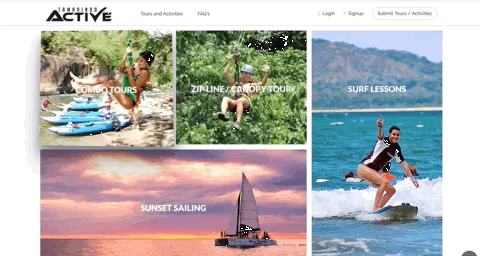 TAMARINDO
ACTIVE
Tours and Activities
FAQ's
Login
Signup
Submit Tours / Activities
COMBO TOURS
ZIP LINE / CANOPY TOUR
SURF LESSONS
SUNSET SAILING